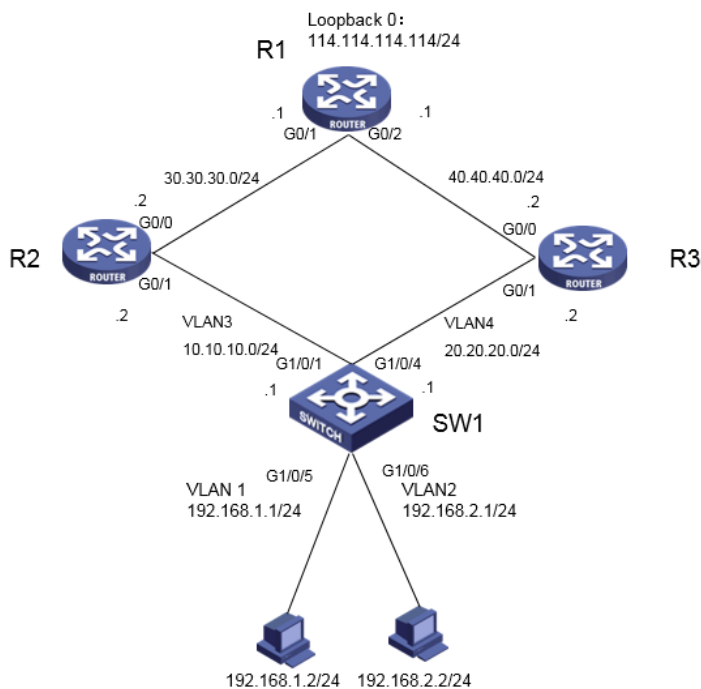 Loopback 0：
114.114.114.114/24
R1
.1
.1
ROUTER
G0/1
G0/2
30.30.30.0/24
40.40.40.0/24
.2
.2
G0/0
G0/0
R2
ROUTER
ROUTER
R3
G0/1
G0/1
.2
.2
VLAN3
VLAN4
10.10.10.0/24
20.20.20.0/24
G1/0/1
G1/0/4
.1
.1
SWITCH
SW1
G1/0/5
G1/0/6
VLAN 1
VLAN2
192.168.1.1/24
192.168.2.1/24
192.168.1.2/24
192.168.2.2/24